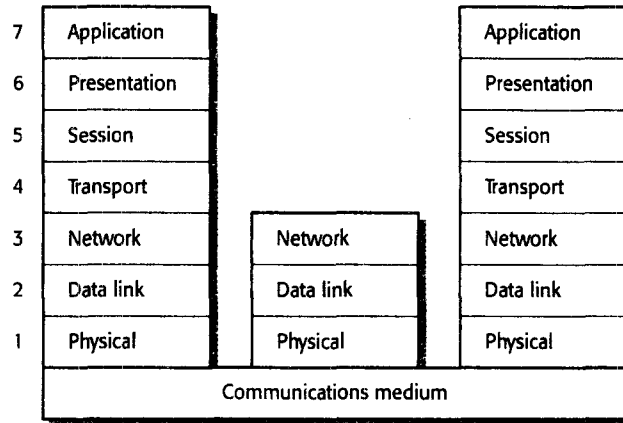 7 Application Application
6 Presentation Presentation
5 Session Session
4 Transport Transport
3 Network Network Network
2 Data link Data link Data link
1 Physical Physical Physical
Communications medium